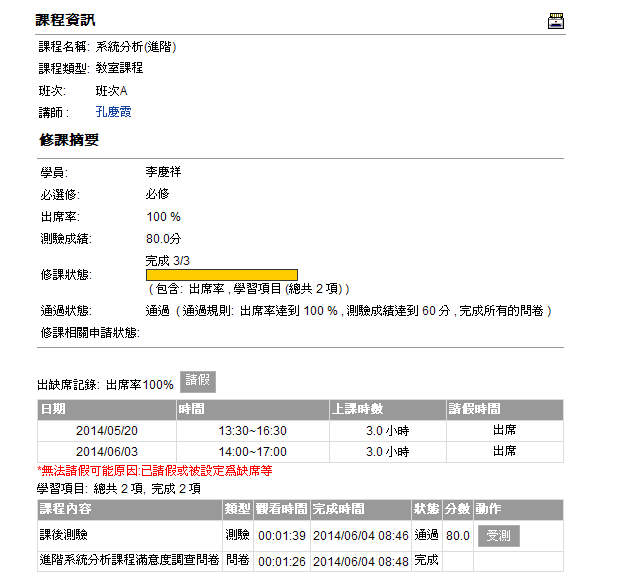 課程資訊
課程名稱: 系統分析(進階)
課程類型: 教室課程
班次: 班次A
講師 : 孔慶霞
修課摘要
學員: 李慶祥
必選修: 必修
出席率: 100 %
測驗成績: 80.0分
完成 3/3
修課狀態:
( 包含: 出席率 , 學習項目 (總共 2 項) )
通過狀態: 通過 ( 通過規則: 出席率達到 100 % , 測驗成績達到 60 分 , 完成所有的問卷 )
修課相關申請狀態:
出缺席記錄: 出席率100% 請假
日期 時間 上課時數 請假時間
2014/05/20 13:30~16:30 3.0 小時 出席
2014/06/03 14:00~17:00 3.0 小時 出席
*無法請假可能原因:已請假或被設定為缺席等
學習項目: 總共 2 項, 完成 2 項
課程內容 類型 觀看時間 完成時間 狀態 分數 動作
課後測驗 測驗 00:01:39 2014/06/04 08:46 通過 80.0 受測
進階系統分析課程滿意度調查問卷 問卷 00:01:26 2014/06/04 08:48 完成